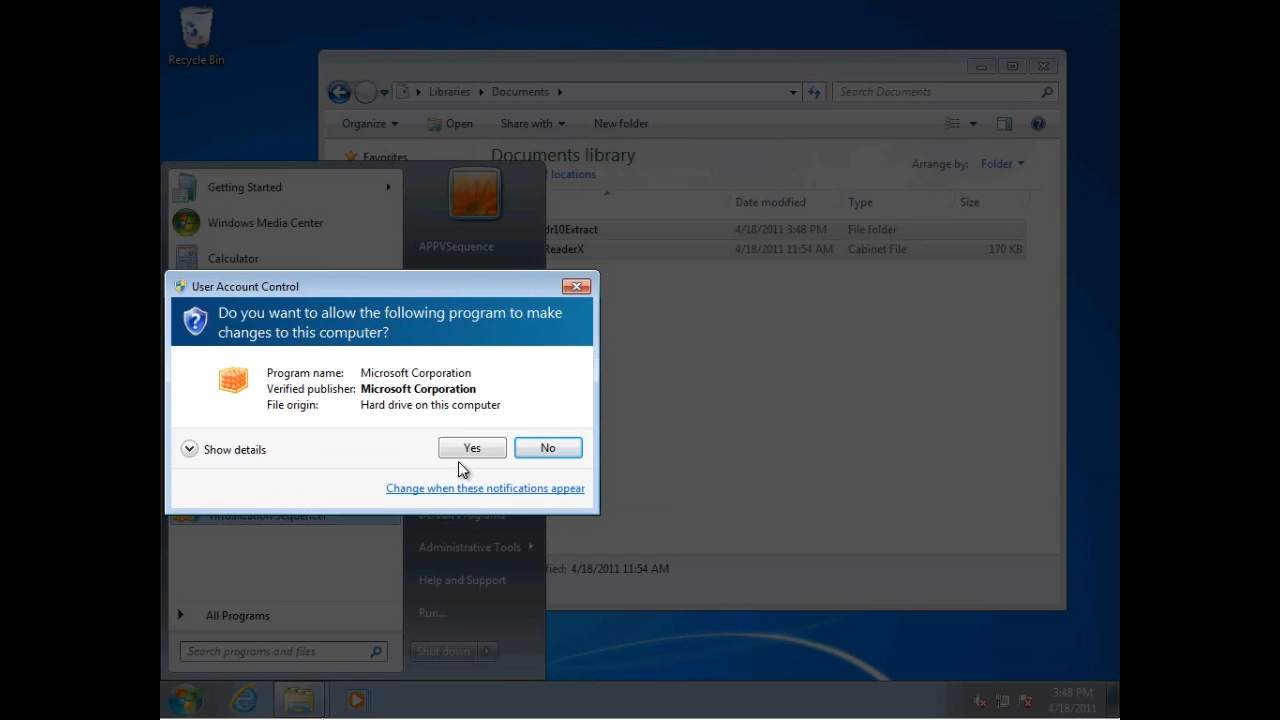 Recycle Bin
Libraries
Documents
Search Documents
Organize
Open
Share with
New folder
Favorites
Documents library
locations
Arrange by: Folder
Date modified
Type
Size
dr10Extract
4/18/2011 3:48 PM
File folder
ReaderX
4/18/2011 11:54 AM
Cabinet File
170 KB
Getting Started
Windows Media Center
Calculator
APPVSequence
User Account Control
Do you want to allow the following program to make
changes to this computer?
Program name: Microsoft Corporation
Verified publisher: Microsoft Corporation
File origin: Hard drive on this computer
Show details
Yes
No
Change when these notifications appear
Virtualization Sequencer
Default Programs
Administrative Tools
Help and Support
Run...
All Programs
Search programs and files
Shut down
fied: 4/18/2011 11:54 AM
3:48 PM
4/18/2011